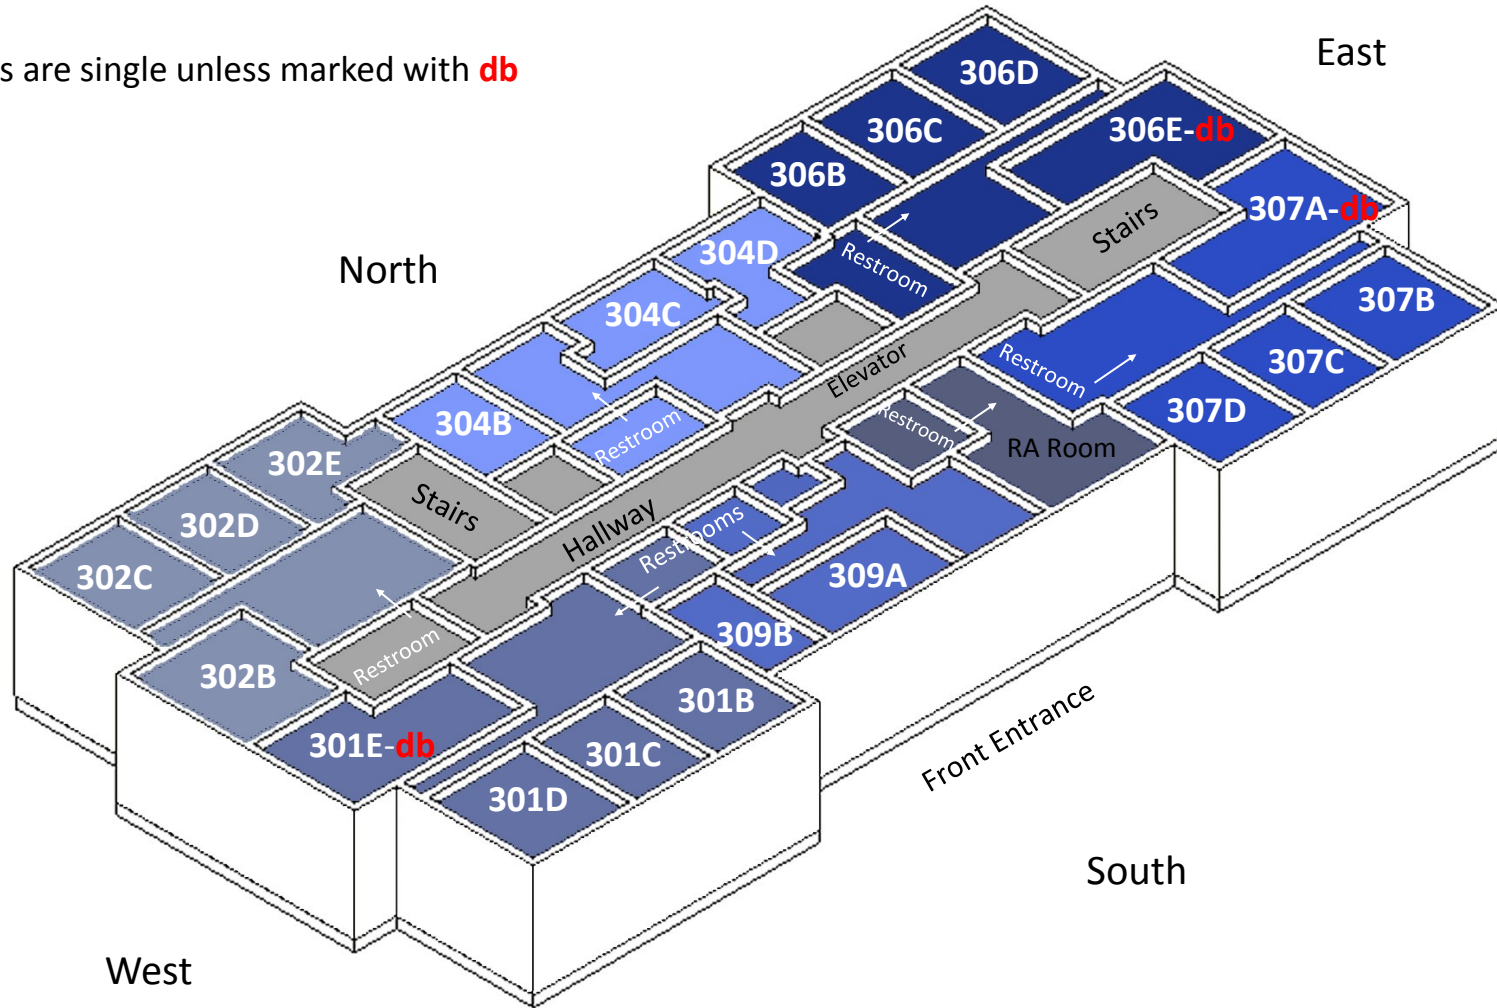 s are single unless marked with db
East
North
South
West
306D
306C
306B
306E-db
307A-db
307B
307C
307D
Stairs
Restroom
304D
304C
304B
Restroom
Elevator
Restroom
Restroom
RA Room
302E
302D
302C
302B
Stairs
Hallway
Restrooms
Restroom
309A
309B
301B
301C
301D
301E-db
Front Entrance